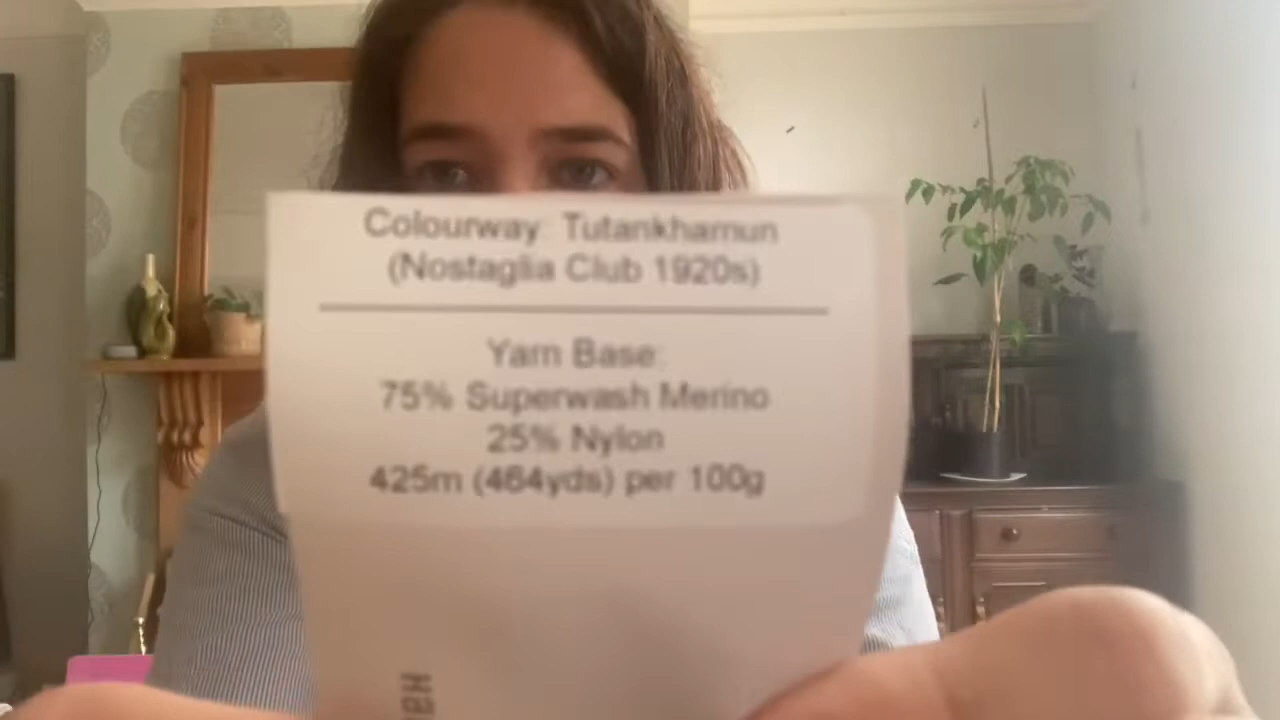 Colourway: Tutankhamun
(Nostaglia Club 1920s)
Yarn Base:
75% Superwash Merino
25% Nylon
425m (464yds) per 100g